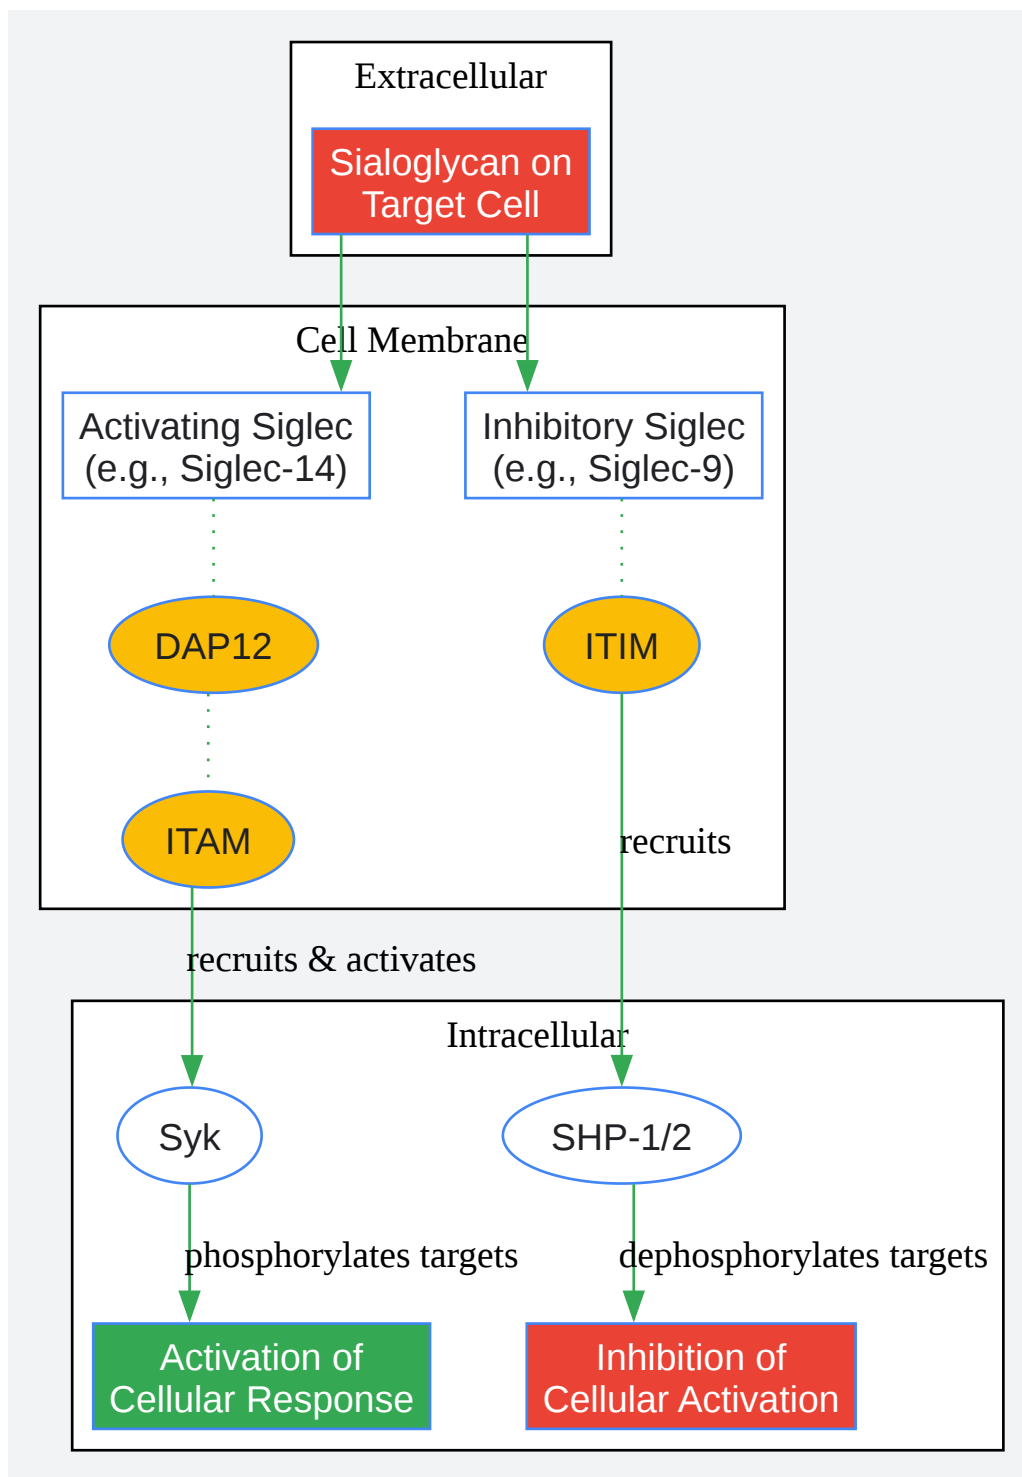 Extracellular
Sialoglycan on
Target Cell
Cell Membrane
Activating Siglec
(e.g., Siglec-14)
Inhibitory Siglec
(e.g., Siglec-9)
DAP12
ITIM
ITAM
recruits
recruits & activates
Intracellular
Syk
SHP-1/2
phosphorylates targets
dephosphorylates targets
Activation of
Cellular Response
Inhibition of
Cellular Activation